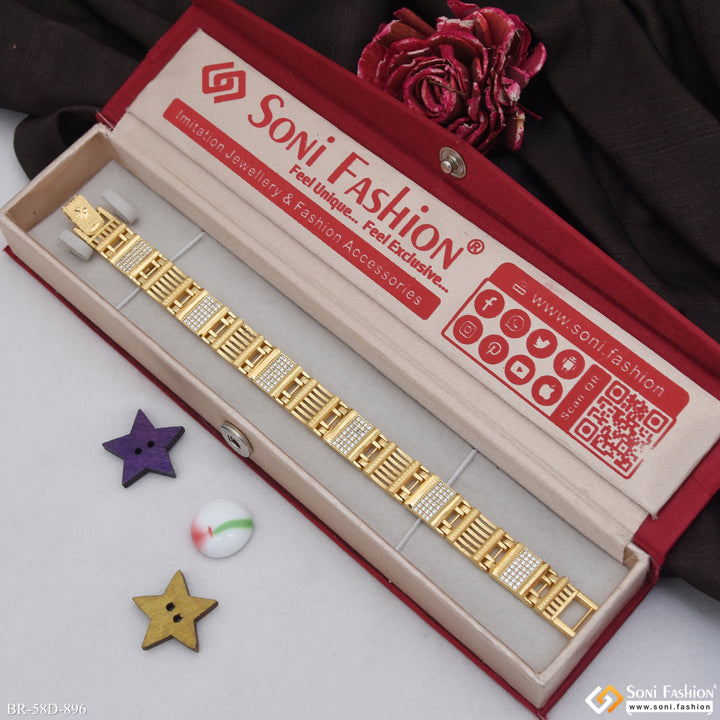 SONI FASHION®
Feel Unique... Feel Exclusive...
Imitation Jewellery & Fashion Accessories
www.soni.fashion
Scan QR
BR-58D-896
SONI FASHION®
www.soni.fashion